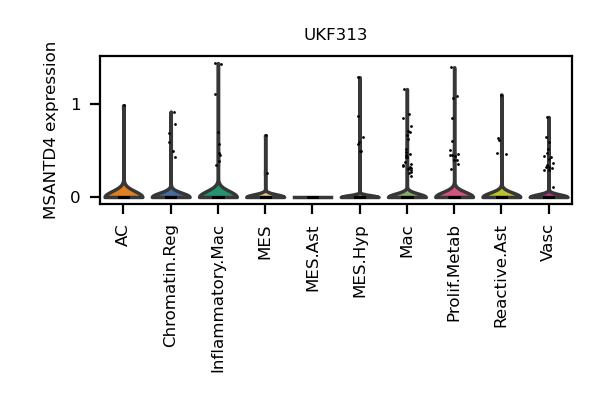 UKF313
MSANTD4 expression
1
0
AC
Chromatin.Reg
Inflammatory.Mac
MES
MES.Ast
MES.Hyp
Mac
Prolif.Metab
Reactive.Ast
Vasc